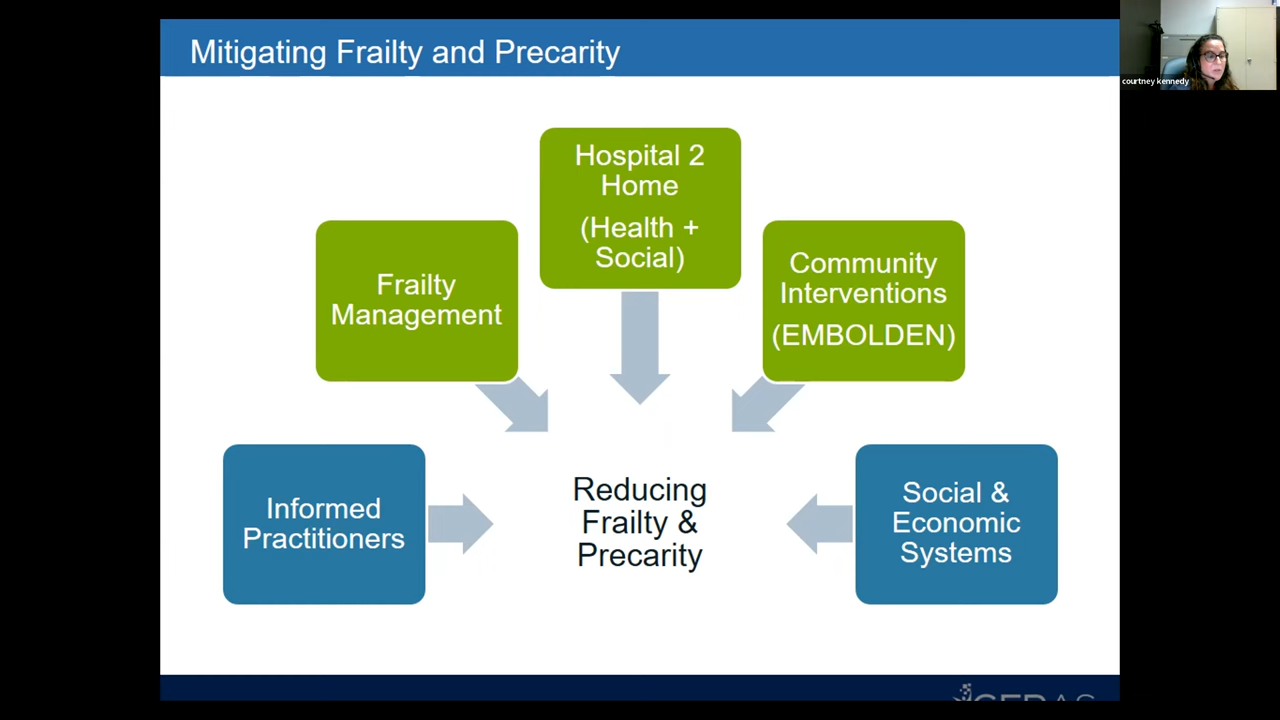 Mitigating Frailty and Precarity
courtney kennedy
Hospital 2
Home
(Health +
Social)
Frailty
Management
Community
Interventions
(EMBOLDEN)
Informed
Practitioners
Reducing
Frailty &
Precarity
Social &
Economic
Systems